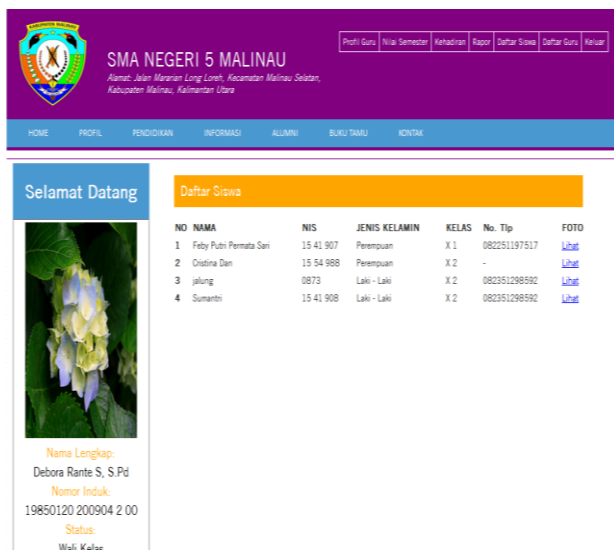 KABUPATEN MALINAU
Profil Guru Nilai Semester Kehadiran Rapor Daftar Siswa Daftar Guru Keluar
SMA NEGERI 5 MALINAU
Alamat: Jalan Mararian Long Loreh, Kecamatan Malinau Selatan,
Kabupaten Malinau, Kalimantan Utara
HOME PROFIL PENDIDIKAN INFORMASI ALUMNI BUKU TAMU KONTAK
Selamat Datang
Daftar Siswa
NO NAMA NIS JENIS KELAMIN KELAS No. Tlp FOTO
1 Feby Putri Permata Sari 15 41 907 Perempuan X 1 082251197517 Lihat
2 Cristina Dan 15 54 988 Perempuan X 2 - Lihat
3 jalung 0873 Laki - Laki X 2 082351298592 Lihat
4 Sumantri 15 41 908 Laki - Laki X 2 082351298592 Lihat
Nama Lengkap:
Debora Rante S, S.Pd
Nomor Induk:
19850120 200904 2 00
Status:
Wali Kelas